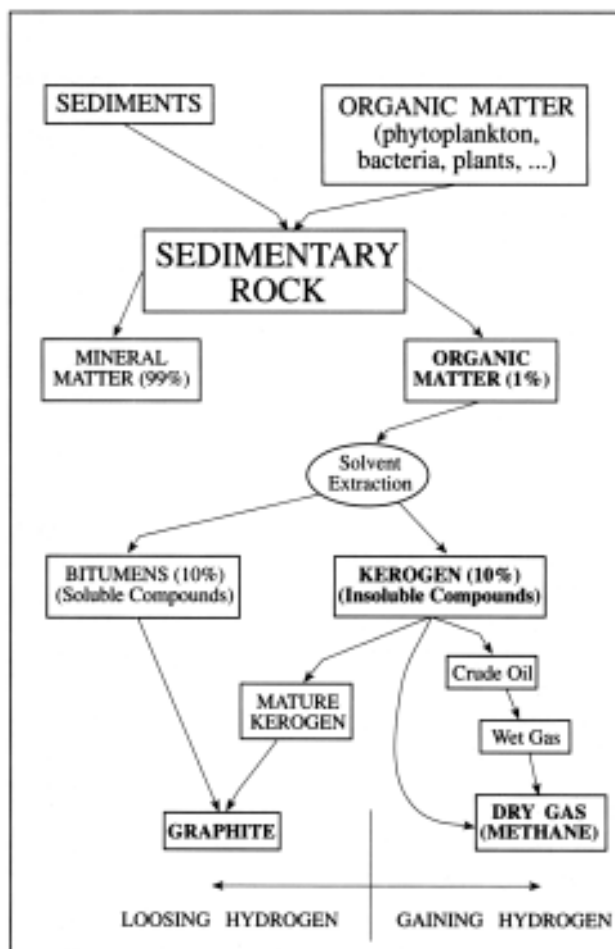 SEDIMENTS
ORGANIC MATTER
(phytoplankton,
bacteria, plants, ...)
SEDIMENTARY
ROCK
MINERAL
MATTER (99%)
ORGANIC
MATTER (1%)
Solvent
Extraction
BITUMENS (10%)
(Soluble Compounds)
KEROGEN (10%)
(Insoluble Compounds)
Crude Oil
MATURE
KEROGEN
Wet Gas
GRAPHITE
DRY GAS
(METHANE)
LOOSING HYDROGEN
GAINING HYDROGEN